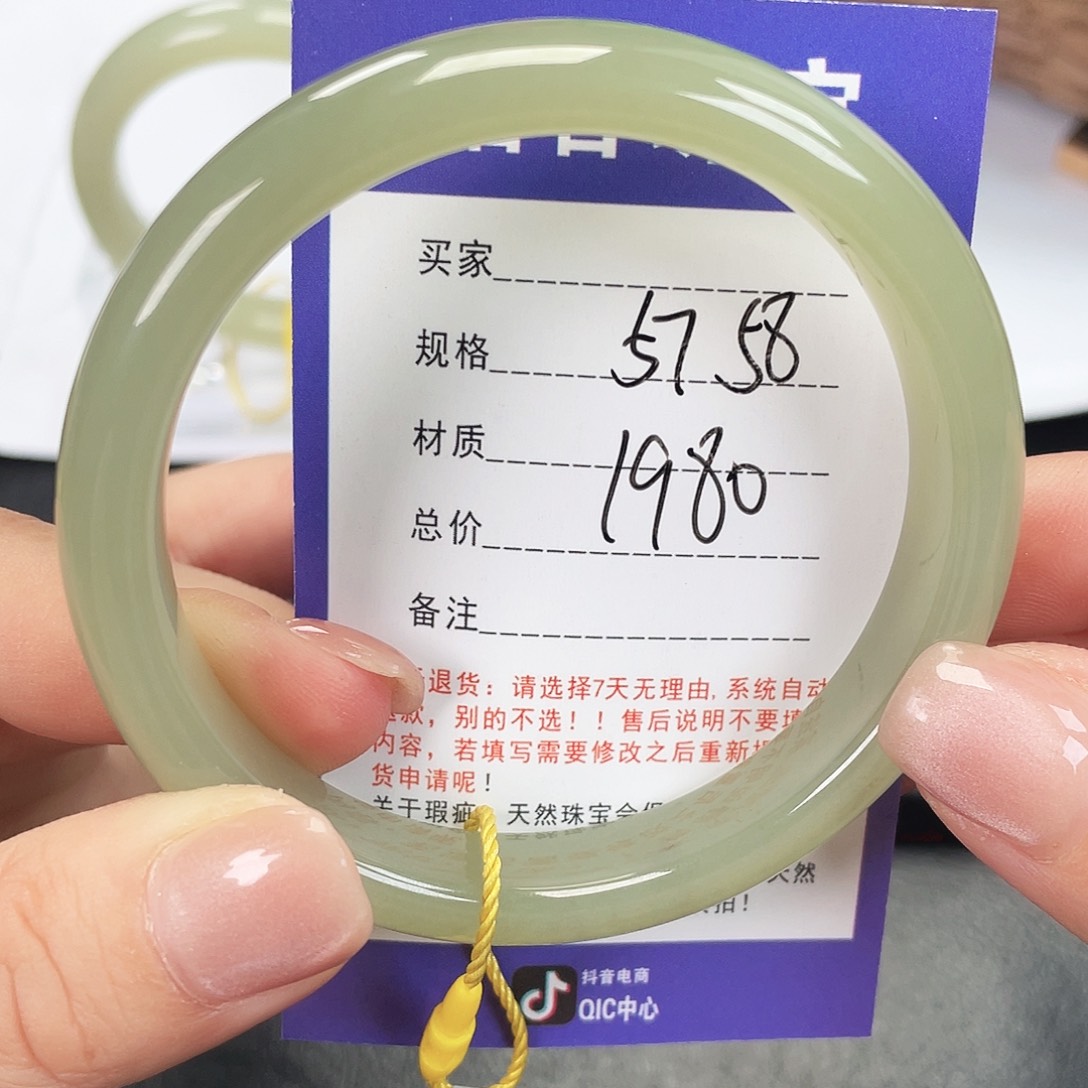 买家
规格 57 58
材质
总价 1980
备注
退货：请选择7天无理由,系统自动
款，别的不选！！售后说明不要填
内容，若填写需要修改之后重新
货申请呢！
关于瑕疵 天然珠宝会
天然
拍！
抖音电商
QIC中心